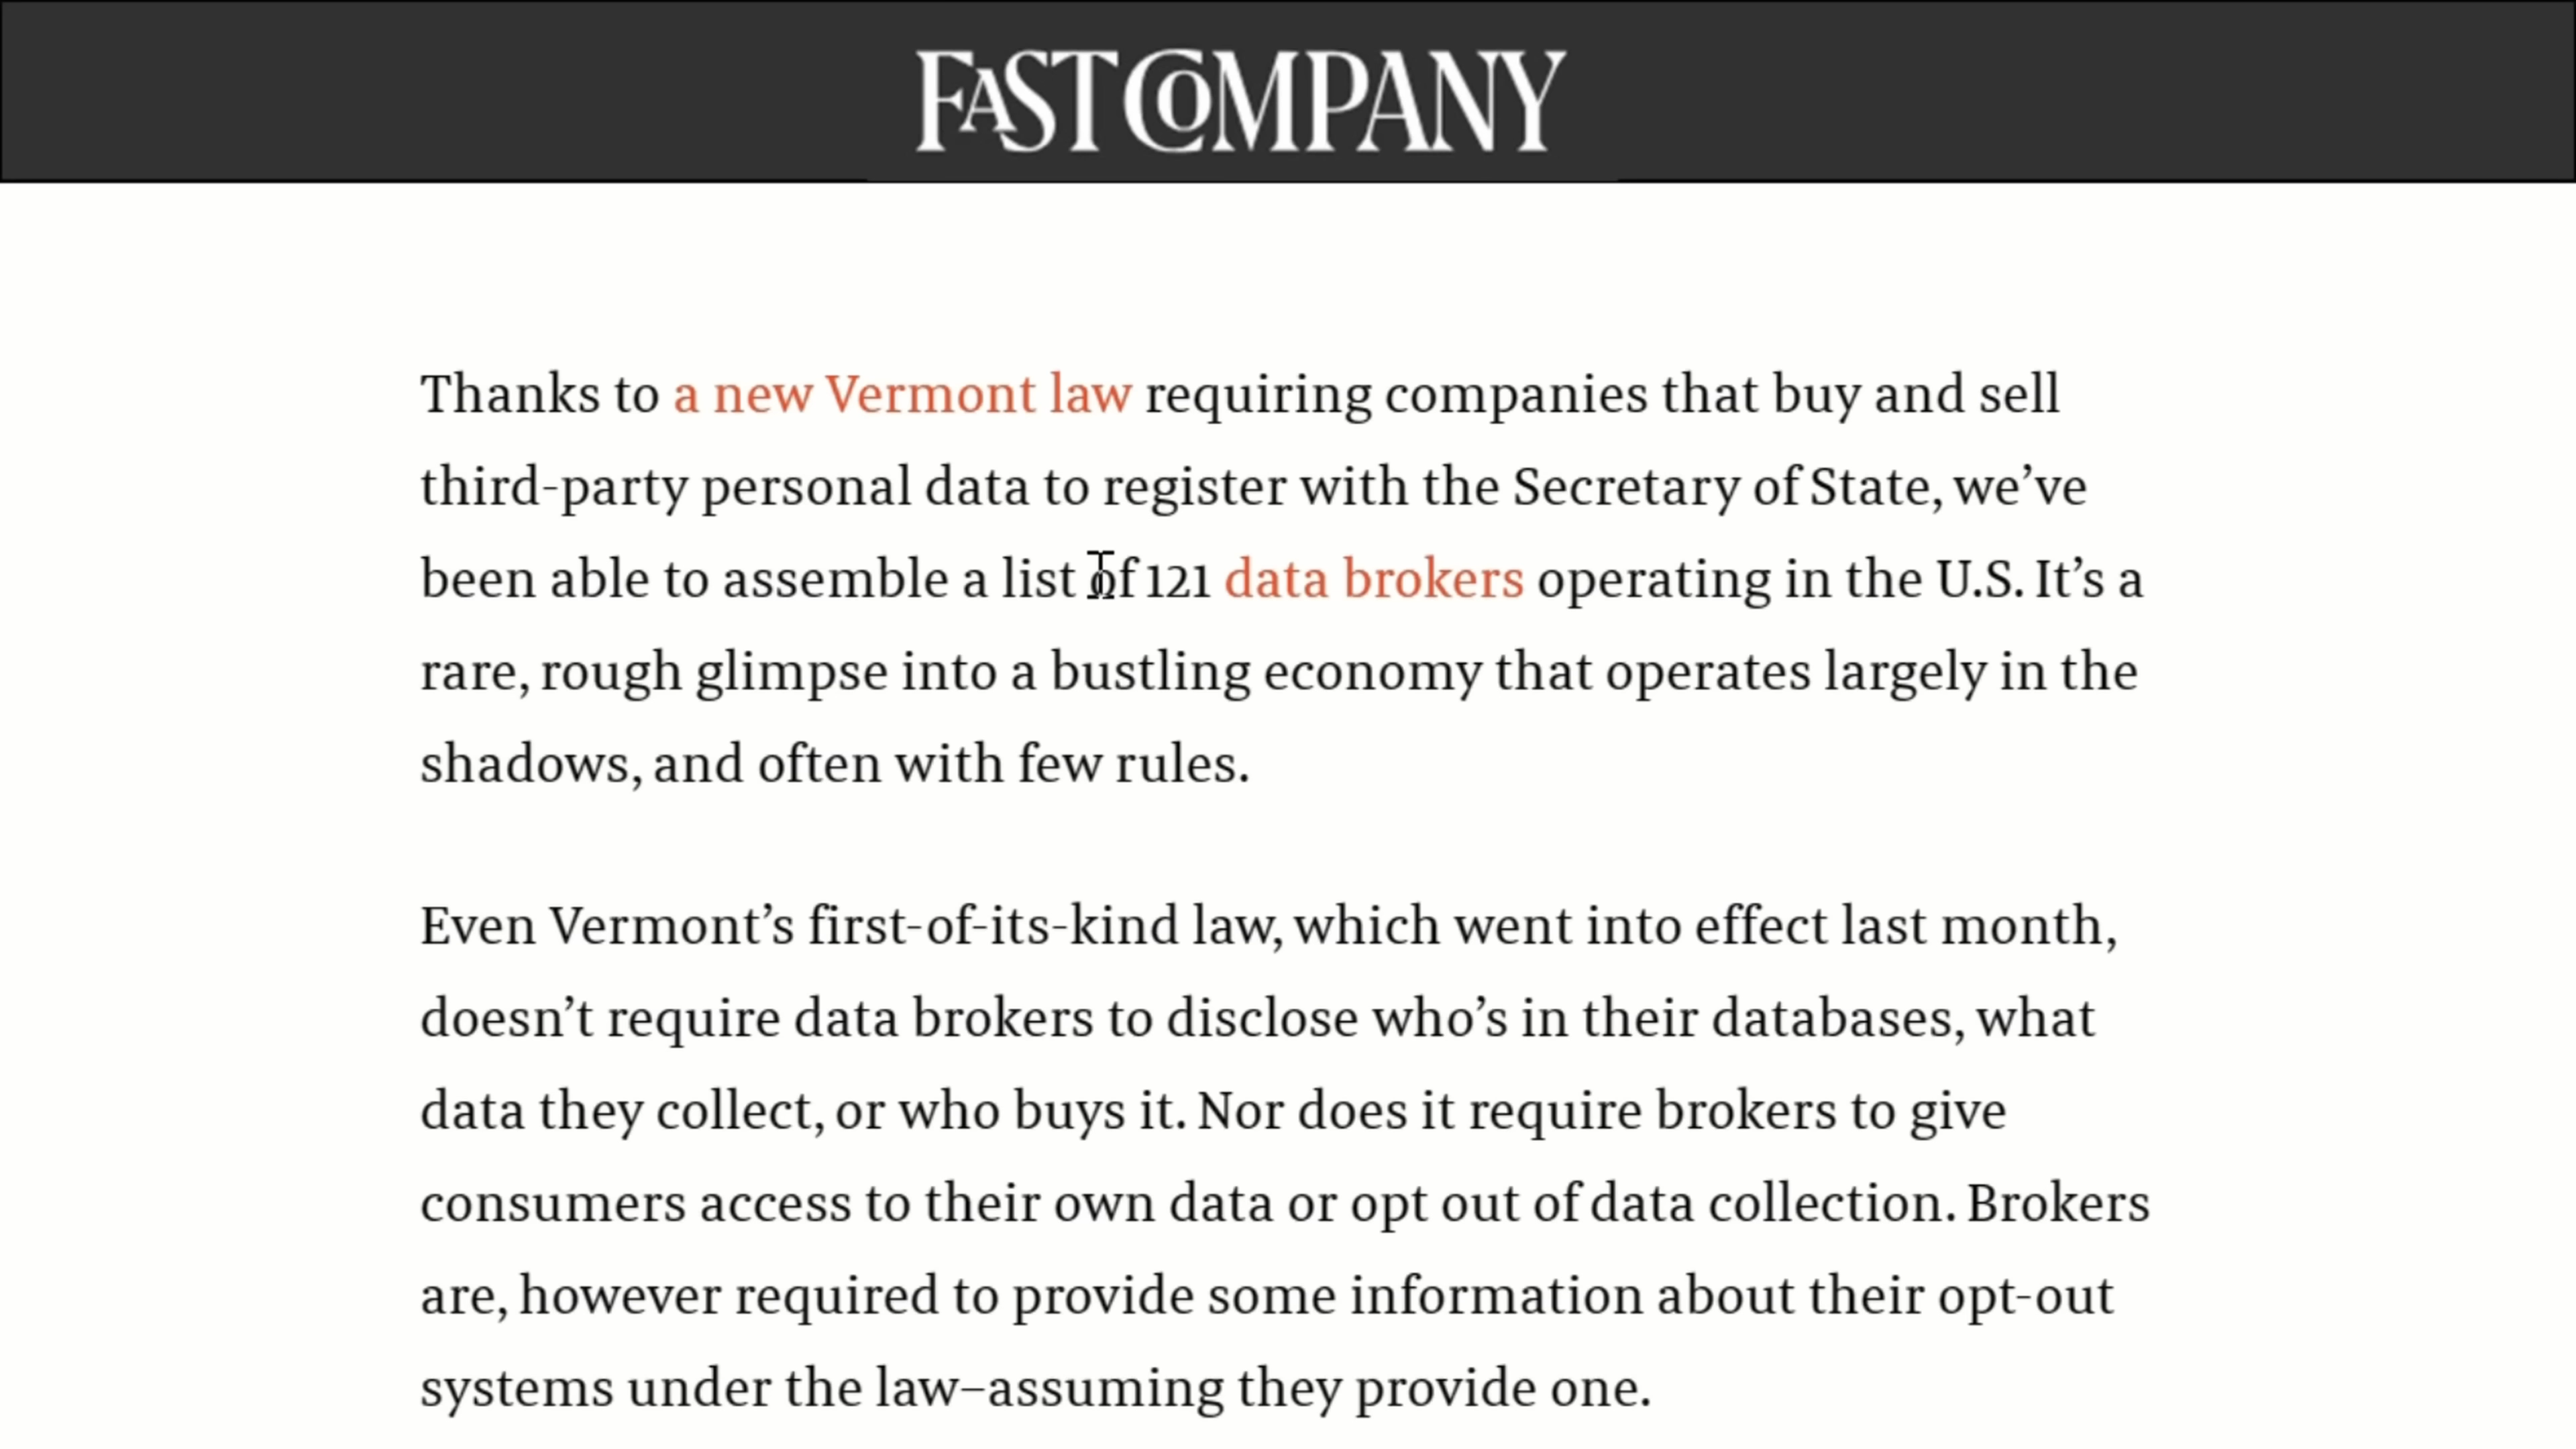 FAST COMPANY
Thanks to a new Vermont law requiring companies that buy and sell
third-party personal data to register with the Secretary of State, we’ve
been able to assemble a list of 121 data brokers operating in the U.S. It’s a
rare, rough glimpse into a bustling economy that operates largely in the
shadows, and often with few rules.
Even Vermont’s first-of-its-kind law, which went into effect last month,
doesn’t require data brokers to disclose who’s in their databases, what
data they collect, or who buys it. Nor does it require brokers to give
consumers access to their own data or opt out of data collection. Brokers
are, however required to provide some information about their opt-out
systems under the law–assuming they provide one.